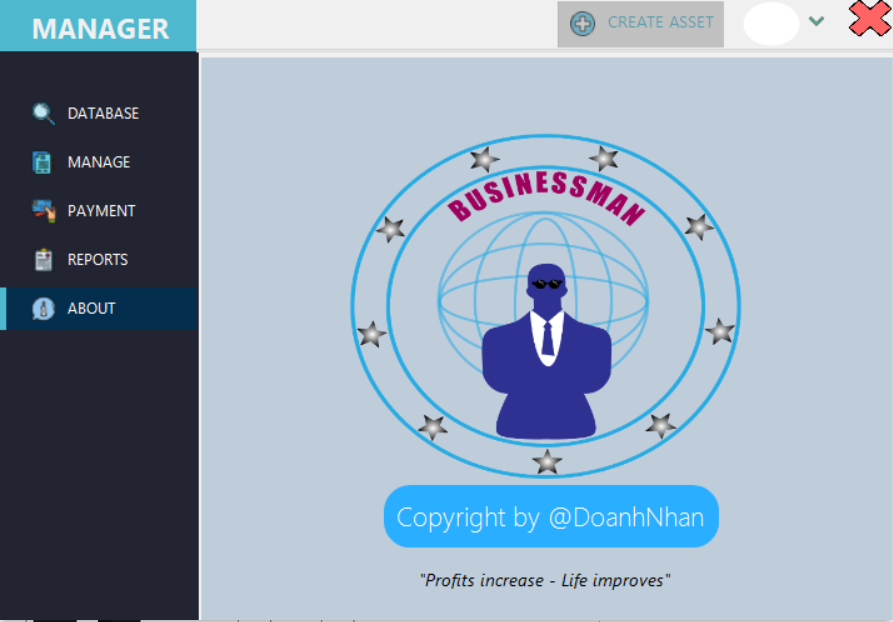 MANAGER
CREATE ASSET
DATABASE
MANAGE
PAYMENT
REPORTS
ABOUT
BUSINESSMAN
Copyright by @DoanhNhan
"Profits increase - Life improves"